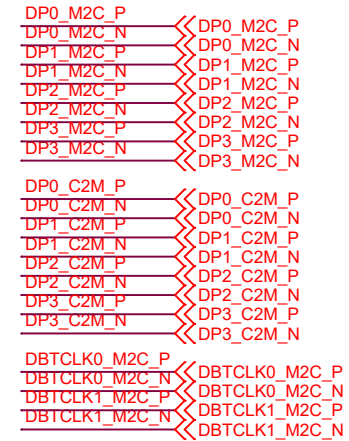 DP0_M2C_P DP0_M2C_P
DP0_M2C_N DP0_M2C_N
DP1_M2C_P DP1_M2C_P
DP1_M2C_N DP1_M2C_N
DP2_M2C_P DP2_M2C_P
DP2_M2C_N DP2_M2C_N
DP3_M2C_P DP3_M2C_P
DP3_M2C_N DP3_M2C_N
DP0_C2M_P DP0_C2M_P
DP0_C2M_N DP0_C2M_N
DP1_C2M_P DP1_C2M_P
DP1_C2M_N DP1_C2M_N
DP2_C2M_P DP2_C2M_P
DP2_C2M_N DP2_C2M_N
DP3_C2M_P DP3_C2M_P
DP3_C2M_N DP3_C2M_N
DBTCLK0_M2C_P DBTCLK0_M2C_P
DBTCLK0_M2C_N DBTCLK0_M2C_N
DBTCLK1_M2C_P DBTCLK1_M2C_P
DBTCLK1_M2C_N DBTCLK1_M2C_N